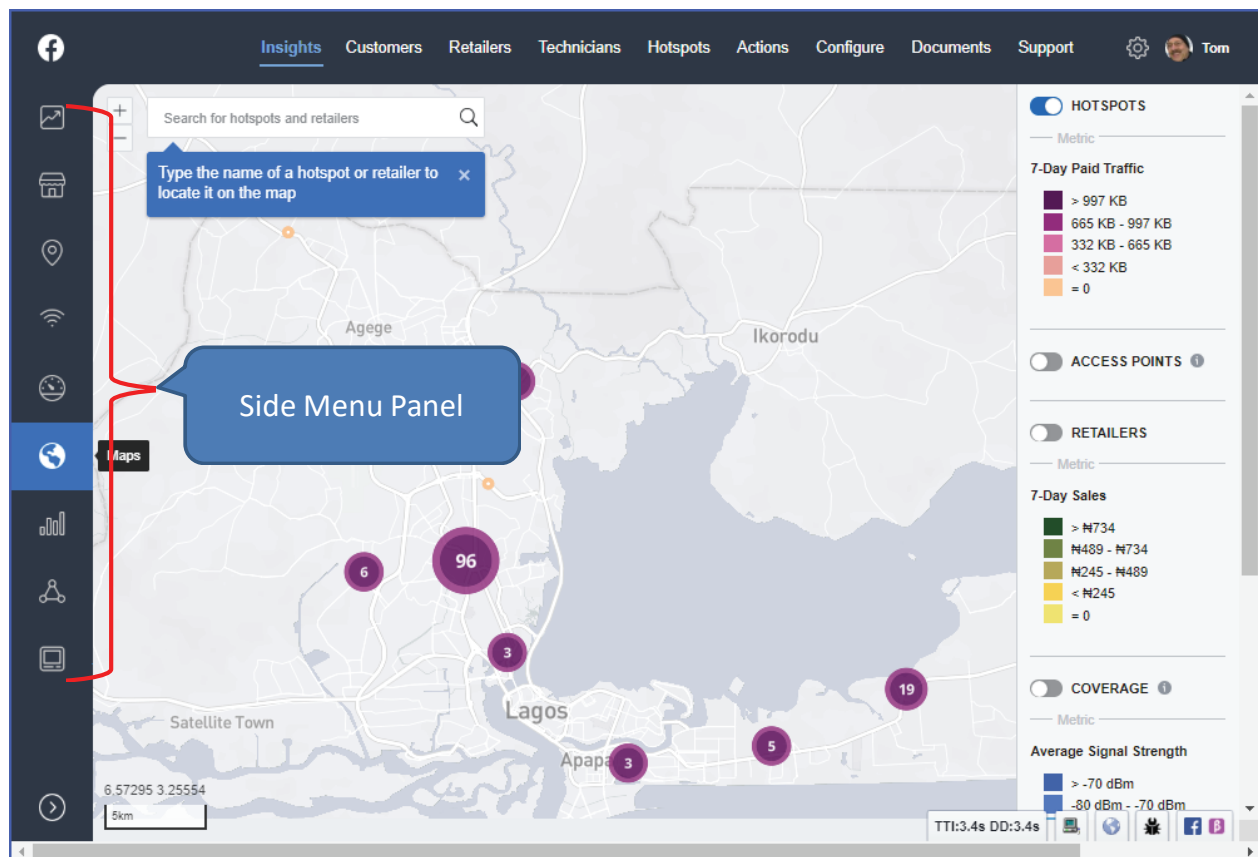 Insights Customers Retailers Technicians Hotspots Actions Configure Documents Support Tom
Search for hotspots and retailers
Type the name of a hotspot or retailer to
locate it on the map
Agege
Ikorodu
Side Menu Panel
Maps
96
6
3
19
Lagos
Satellite Town
5
Apapa
3
6.57295 3.25554
5km
HOTSPOTS
Metric
7-Day Paid Traffic
> 997 KB
665 KB - 997 KB
332 KB - 665 KB
< 332 KB
= 0
ACCESS POINTS
RETAILERS
Metric
7-Day Sales
> ₦734
₦489 - ₦734
₦245 - ₦489
< ₦245
= 0
COVERAGE
Metric
Average Signal Strength
> -70 dBm
-80 dBm - -70 dBm
TTI:3.4s DD:3.4s